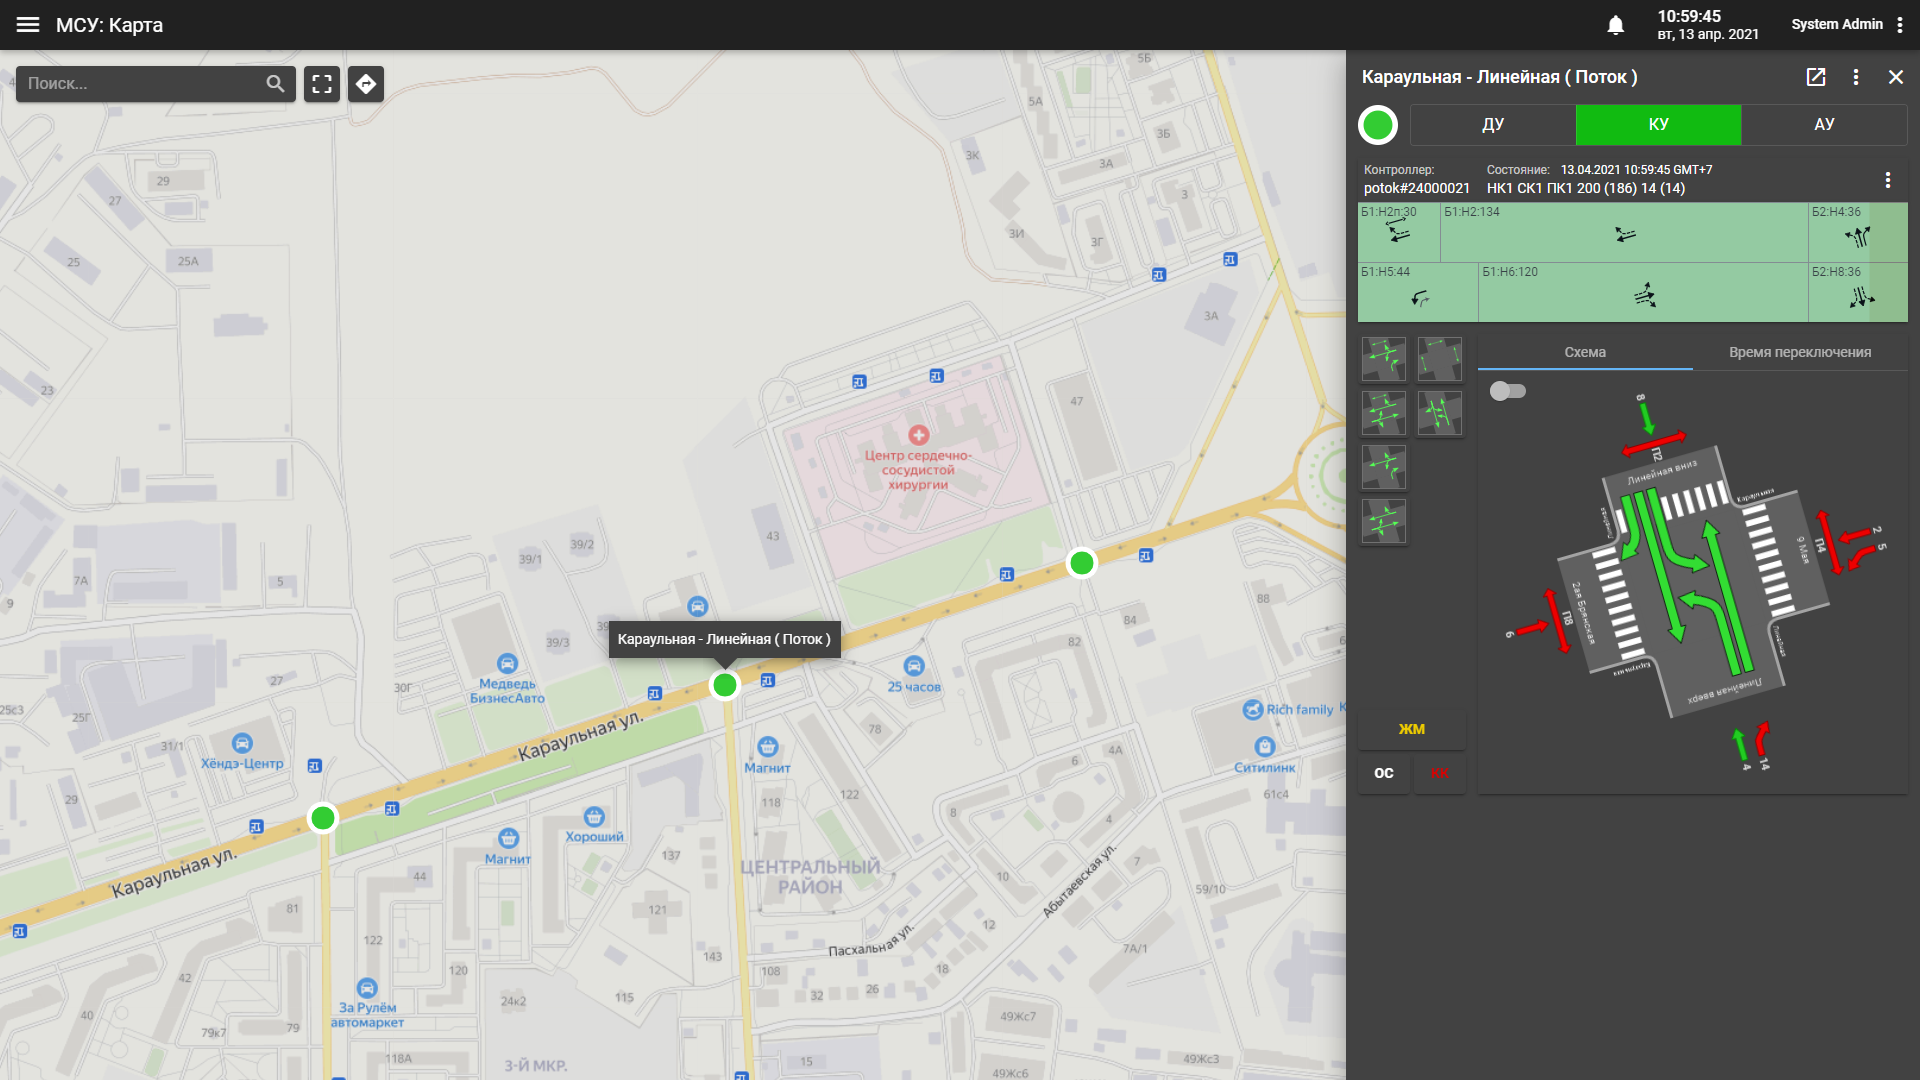 МСУ: Карта
10:59:45
вт, 13 апр. 2021
System Admin
Поиск...
Караульная - Линейная ( Поток )
ДУ
КУ
АУ
Контроллер:
potok#24000021
Состояние: 13.04.2021 10:59:45 GMT+7
НК1 СК1 ПК1 200 (186) 14 (14)
Б1:Н2п:30
Б1:Н2:134
Б2:Н4:36
Б1:Н5:44
Б1:Н6:120
Б2:Н8:36
Схема
Время переключения
8
П2
Линейная вниз
Караульная
9 Мая
П4
2
5
2ая Брянская
П8
6
Караульная
Линейная вверх
4
14
ЖМ
ОС
КК
5Б
5А
3Б
3К
3А
3
3И
3Г
3А
29
27
25
25А
23
47
Центр сердечно-
сосудистой
хирургии
43
39/1
39/2
39/3
7А
5
9
88
84
82
6
Караульная - Линейная ( Поток )
Медведь
БизнесАвто
25 часов
30Г
27
25с3
25Г
31/1
Хёндэ-Центр
29
Караульная ул.
78
Rich family
Магнит
Ситилинк
4А
6
61с4
118
122
8
4
Хороший
Магнит
137
7
Караульная ул.
44
ЦЕНТРАЛЬНЫЙ
РАЙОН
10
59/10
Абытаевская ул.
81
121
12
122
Пасхальная ул.
7А/1
143
108
18
42
120
32
26
115
24к2
За Рулём
автомаркет
40
79к7
79
49Жс7
118А
3-Й МКР.
15
49Жс3
49Жс6